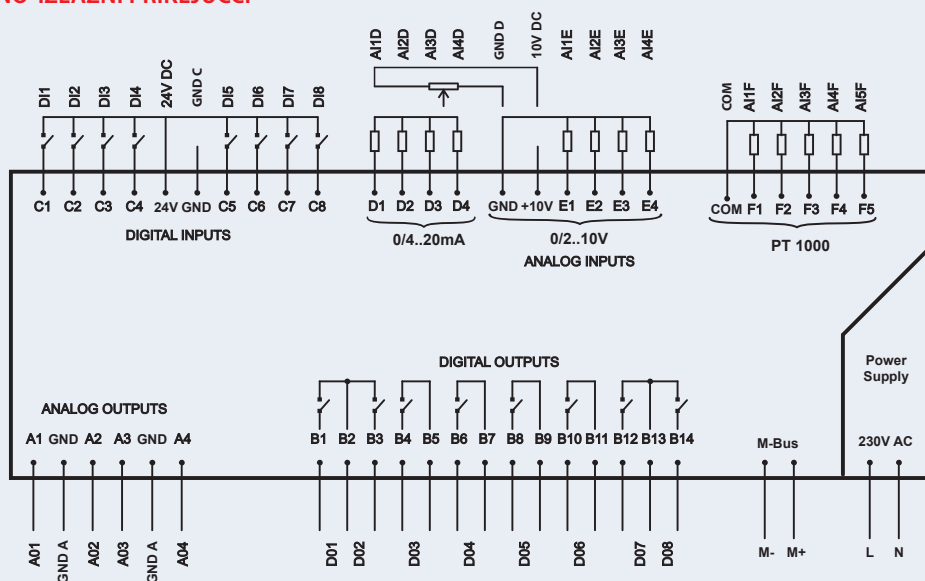 DI1 DI2 DI3 DI4 24V DC GND C DI5 DI6 DI7 DI8
AI1D AI2D AI3D AI4D GND D 10V DC AI1E AI2E AI3E AI4E
COM AI1F AI2F AI3F AI4F AI5F
C1 C2 C3 C4 24V GND C5 C6 C7 C8
DIGITAL INPUTS
D1 D2 D3 D4
0/4..20mA
GND +10V E1 E2 E3 E4
0/2..10V
ANALOG INPUTS
COM F1 F2 F3 F4 F5
PT 1000
DIGITAL OUTPUTS
B1 B2 B3 B4 B5 B6 B7 B8 B9 B10 B11 B12 B13 B14
D01 D02 D03 D04 D05 D06 D07 D08
ANALOG OUTPUTS
A1 GND A2 A3 GND A4
A01 GND A A02 A03 GND A A04
M-Bus
M- M+
Power
Supply
230V AC
L N